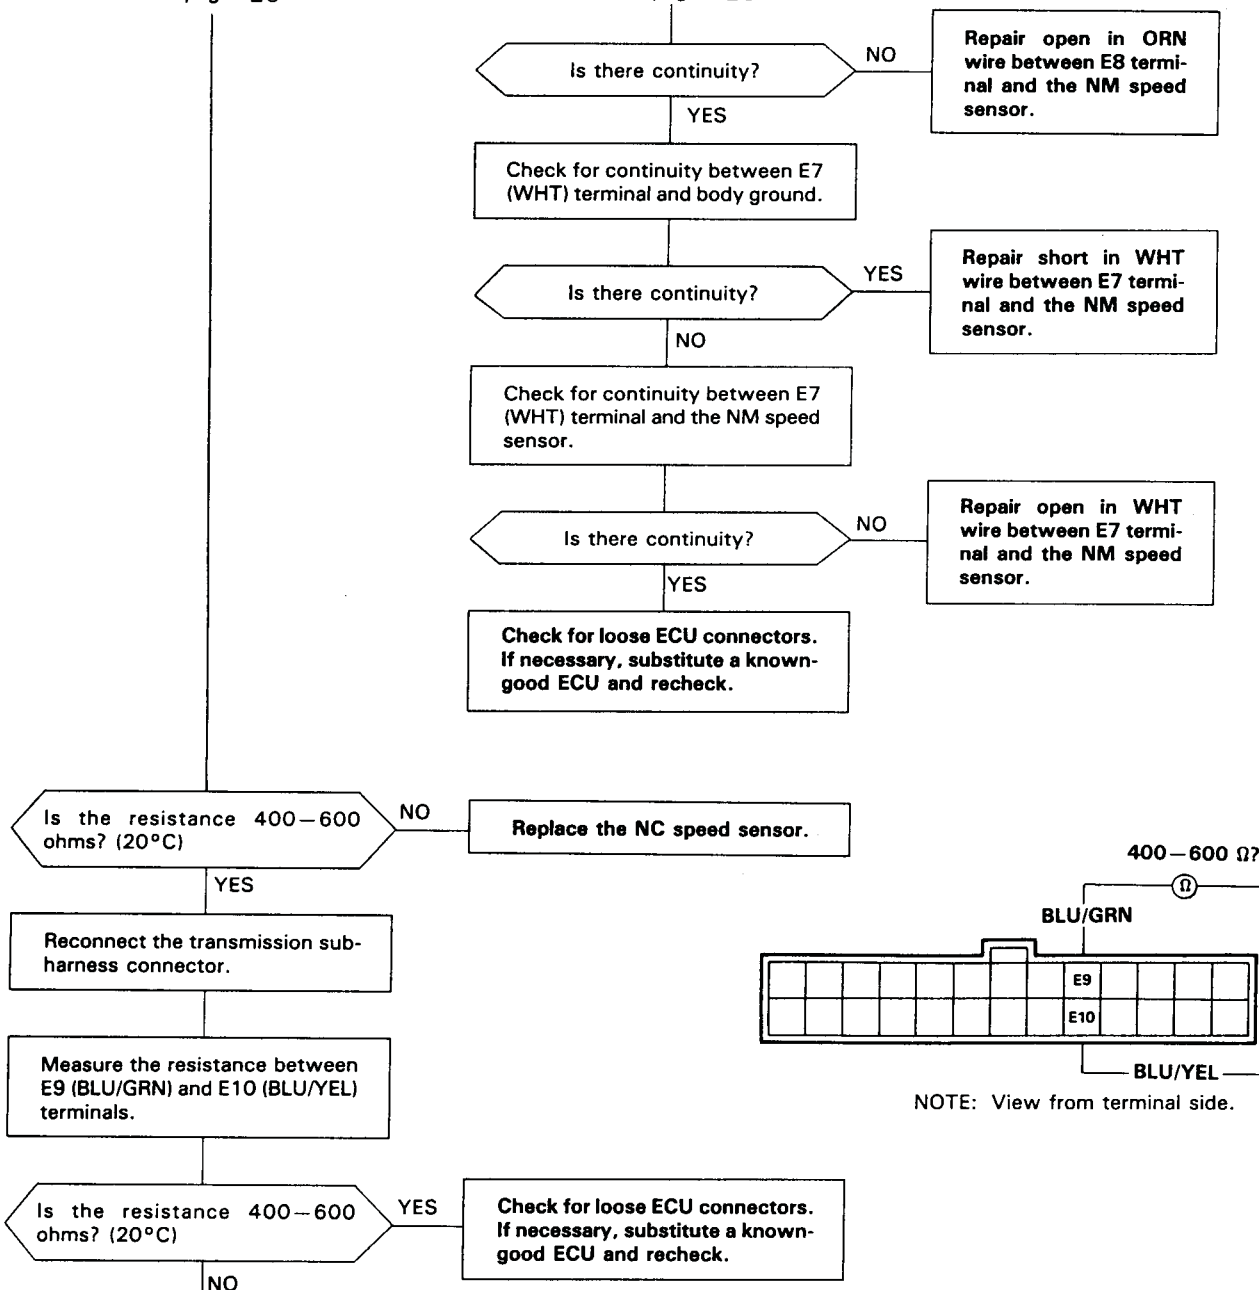 Is there continuity?
NO
Repair open in ORN
wire between E8 termi-
nal and the NM speed
sensor.
YES
Check for continuity between E7
(WHT) terminal and body ground.
Is there continuity?
YES
Repair short in WHT
wire between E7 termi-
nal and the NM speed
sensor.
NO
Check for continuity between E7
(WHT) terminal and the NM speed
sensor.
Is there continuity?
NO
Repair open in WHT
wire between E7 termi-
nal and the NM speed
sensor.
YES
Check for loose ECU connectors.
If necessary, substitute a known-
good ECU and recheck.
Is the resistance 400—600
ohms? (20°C)
NO
Replace the NC speed sensor.
YES
Reconnect the transmission sub-
harness connector.
Measure the resistance between
E9 (BLU/GRN) and E10 (BLU/YEL)
terminals.
Is the resistance 400—600
ohms? (20°C)
YES
Check for loose ECU connectors.
If necessary, substitute a known-
good ECU and recheck.
NO
400—600 Ω?
Ω
BLU/GRN
E9
E10
BLU/YEL
NOTE: View from terminal side.